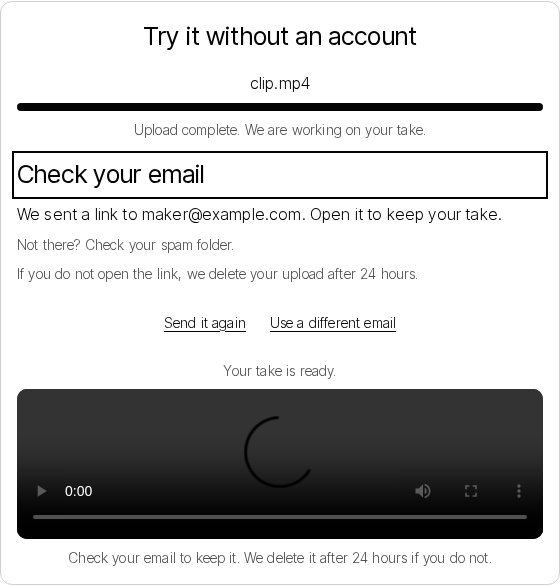 Try it without an account
clip.mp4
Upload complete. We are working on your take.
Check your email
We sent a link to maker@example.com. Open it to keep your take.
Not there? Check your spam folder.
If you do not open the link, we delete your upload after 24 hours.
Send it again Use a different email
Your take is ready.
0:00
Check your email to keep it. We delete it after 24 hours if you do not.